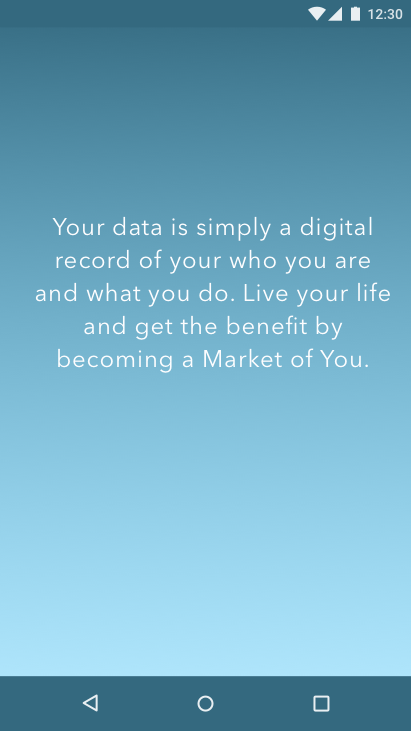 12:30
Your data is simply a digital
record of your who you are
and what you do. Live your life
and get the benefit by
becoming a Market of You.